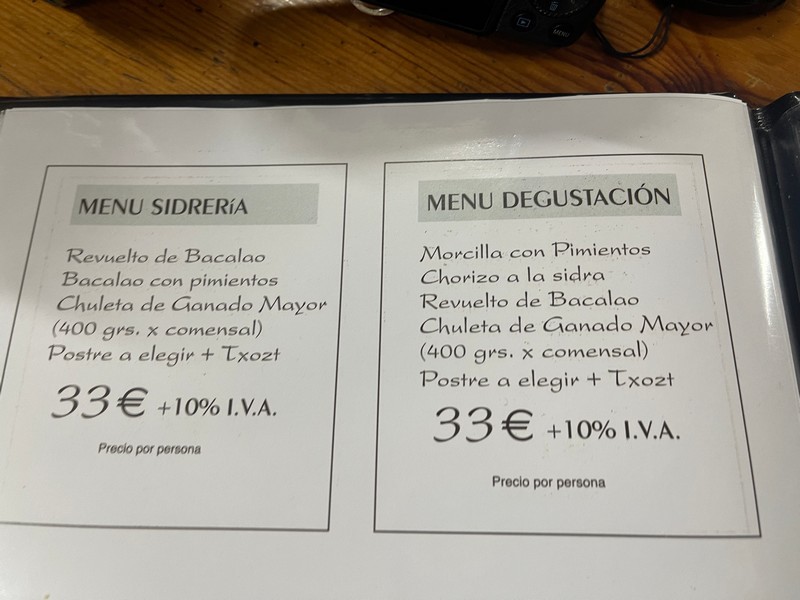 MENU
MENU SIDRERíA
Revuelto de Bacalao
Bacalao con pimientos
Chuleta de Ganado Mayor
(400 grs. x comensal)
Postre a elegir + Txozt
33€ +10% I.V.A.
Precio por persona
MENU DEGUSTACIÓN
Morcilla con Pimientos
Chorizo a la sidra
Revuelto de Bacalao
Chuleta de Ganado Mayor
(400 grs. x comensal)
Postre a elegir + Txozt
33€ +10% I.V.A.
Precio por persona